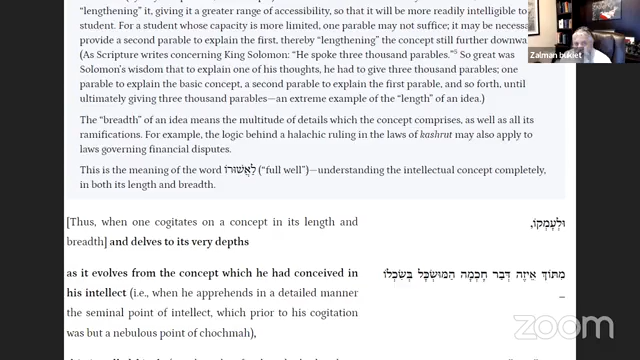 "lengthening" it, giving it a greater range of accessibility, so that it will be more readily intelligible to
student. For a student whose capacity is more limited, one parable may not suffice; it may be necessa
provide a second parable to explain the first, thereby "lengthening" the concept still further downwa
(As Scripture writes concerning King Solomon: "He spoke three thousand parables."⁵ So great was
Solomon's wisdom that to explain one of his thoughts, he had to give three thousand parables; one
parable to explain the basic concept, a second parable to explain the first parable, and so forth, until
ultimately giving three thousand parables—an extreme example of the "length" of an idea.)
The "breadth" of an idea means the multitude of details which the concept comprises, as well as all its
ramifications. For example, the logic behind a halachic ruling in the laws of kashrut may also apply to
laws governing financial disputes.
This is the meaning of the word לַאֲשׁוּרוֹ ("full well")—understanding the intellectual concept completely,
in both its length and breadth.
[Thus, when one cogitates on a concept in its length and
breadth] and delves to its very depths
וּלְעָמְקוֹ,
as it evolves from the concept which he had conceived in
his intellect (i.e., when he apprehends in a detailed manner
the seminal point of intellect, which prior to his cogitation
was but a nebulous point of chochmah),
מִתּוֹךְ אֵיזֶה דְּבַר חָכְמָה הַמּוּשְׂכָּל בְּשִׂכְלוֹ
–
Zalman bukiet
zoom